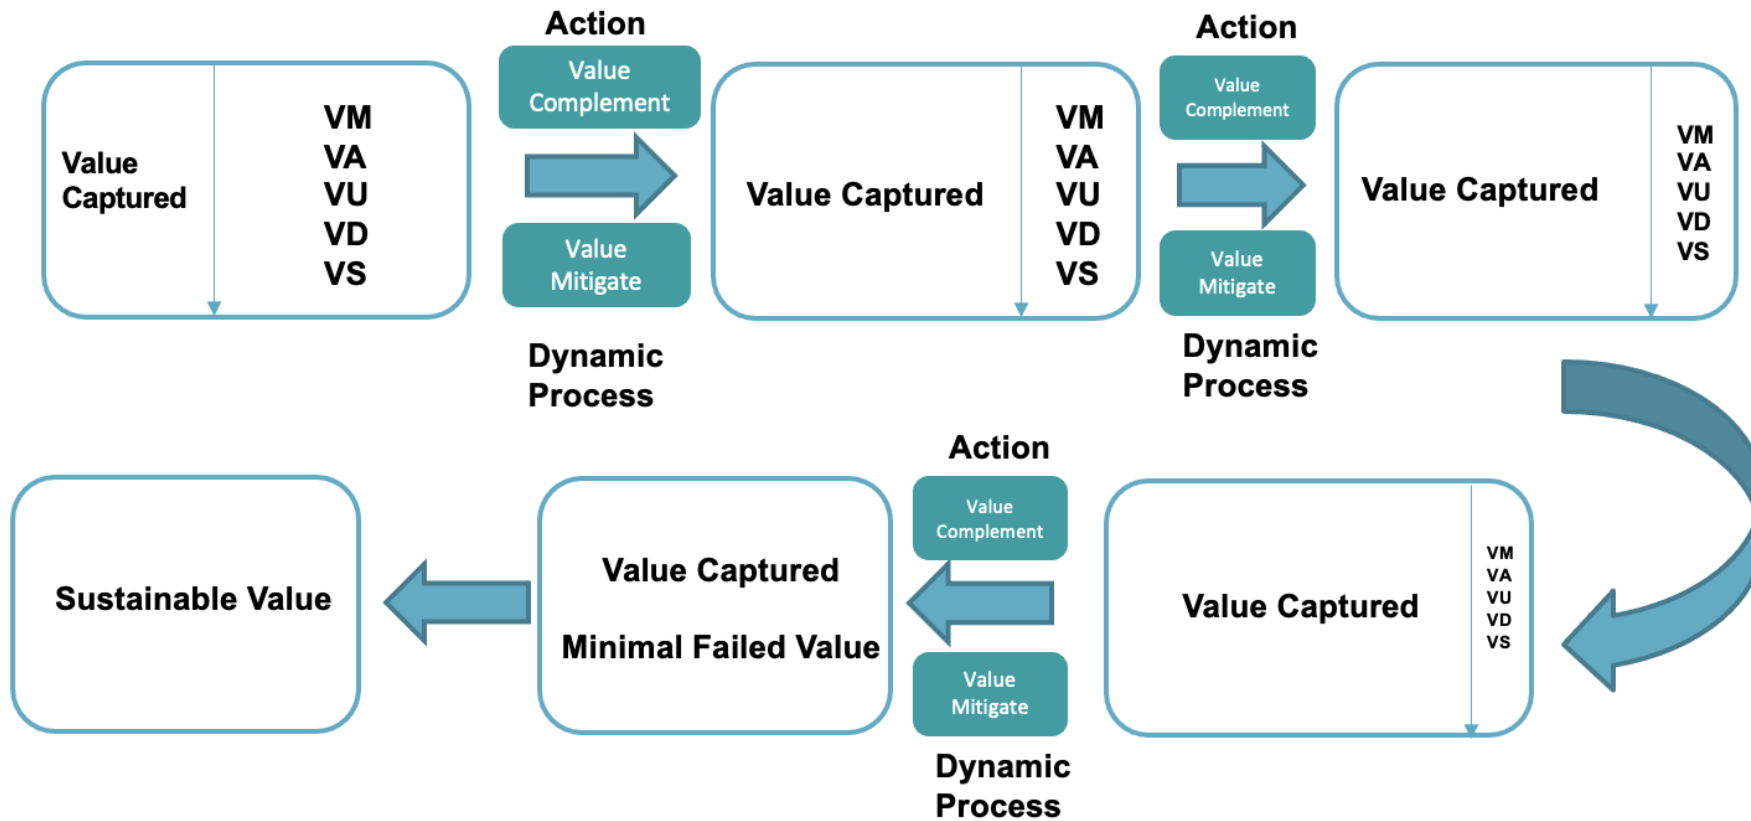 Action
Value
Complement
Value
Captured
VM
VA
VU
VD
VS
Value
Mitigate
Dynamic
Process
Value Captured
VM
VA
VU
VD
VS
Action
Value
Complement
Value
Mitigate
Dynamic
Process
Value Captured
VM
VA
VU
VD
VS
Value Captured
VM
VA
VU
VD
VS
Action
Value
Complement
Value
Mitigate
Dynamic
Process
Value Captured
Minimal Failed Value
Sustainable Value